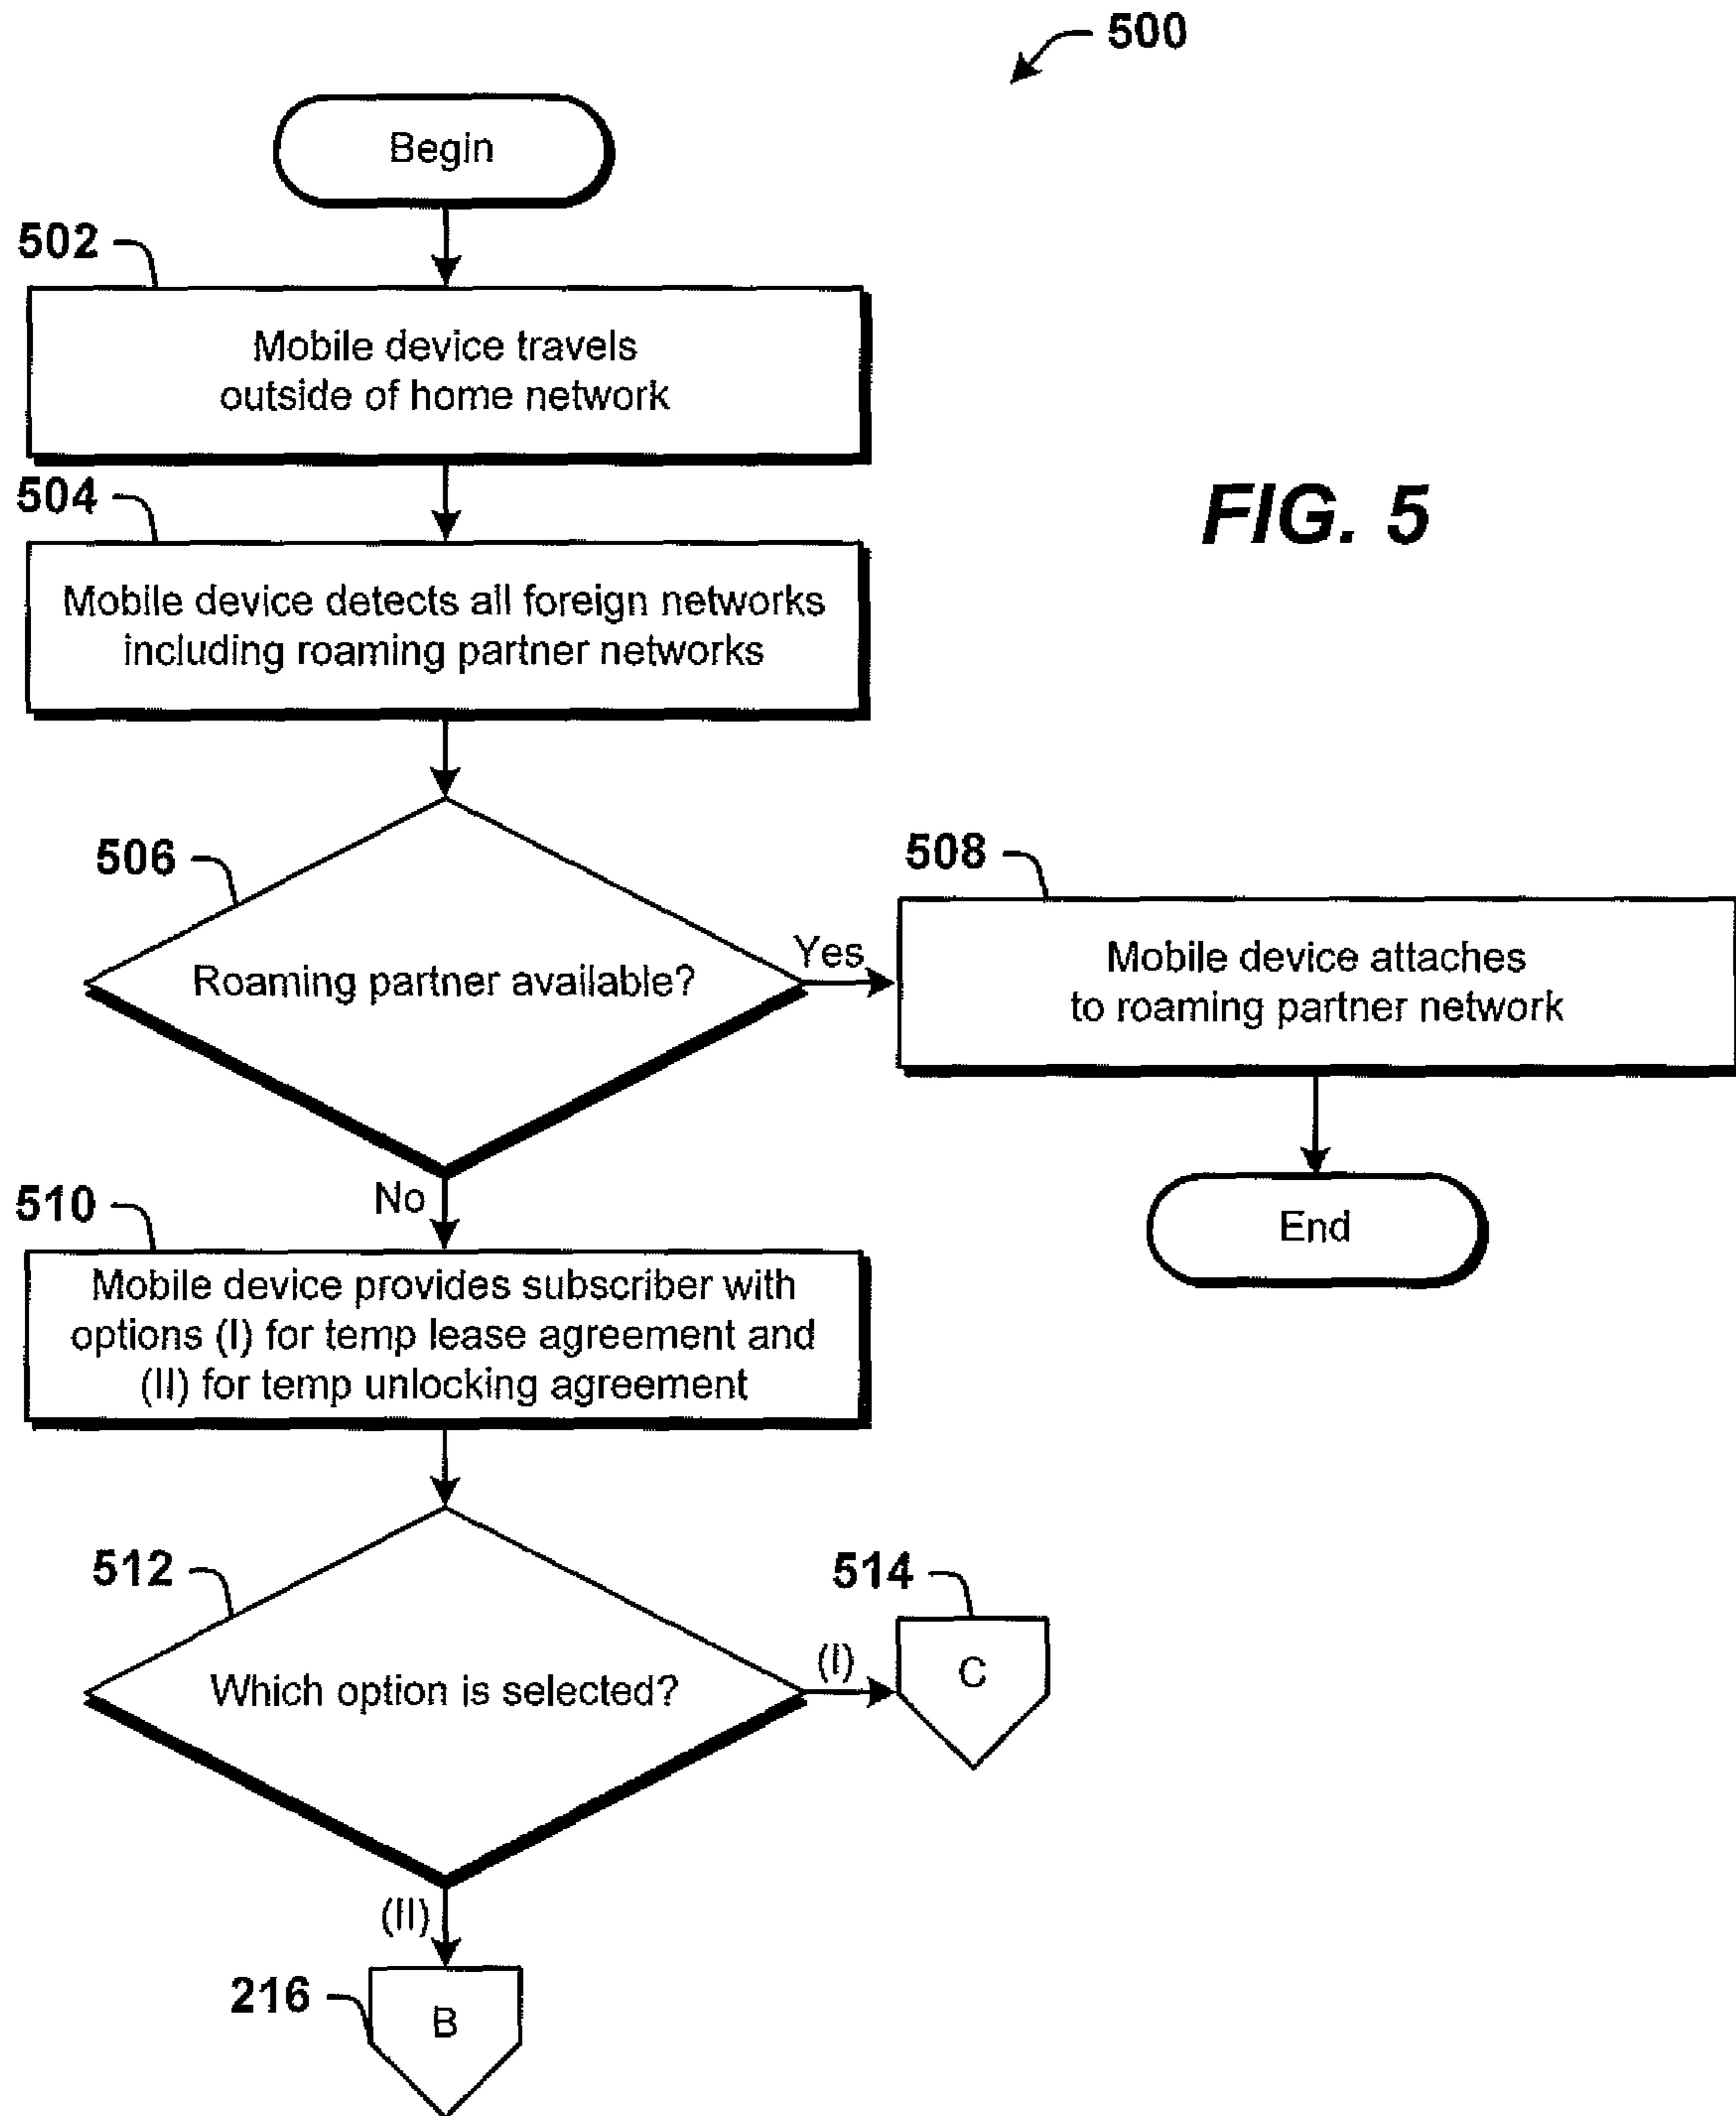 500
Begin
502
Mobile device travels
outside of home network
504
FIG. 5
Mobile device detects all foreign networks
including roaming partner networks
506
508
Roaming partner available?
Yes
Mobile device attaches
to roaming partner network
No
510
End
Mobile device provides subscriber with
options (I) for temp lease agreement and
(II) for temp unlocking agreement
512
514
Which option is selected?
(I)
C
(II)
216
B